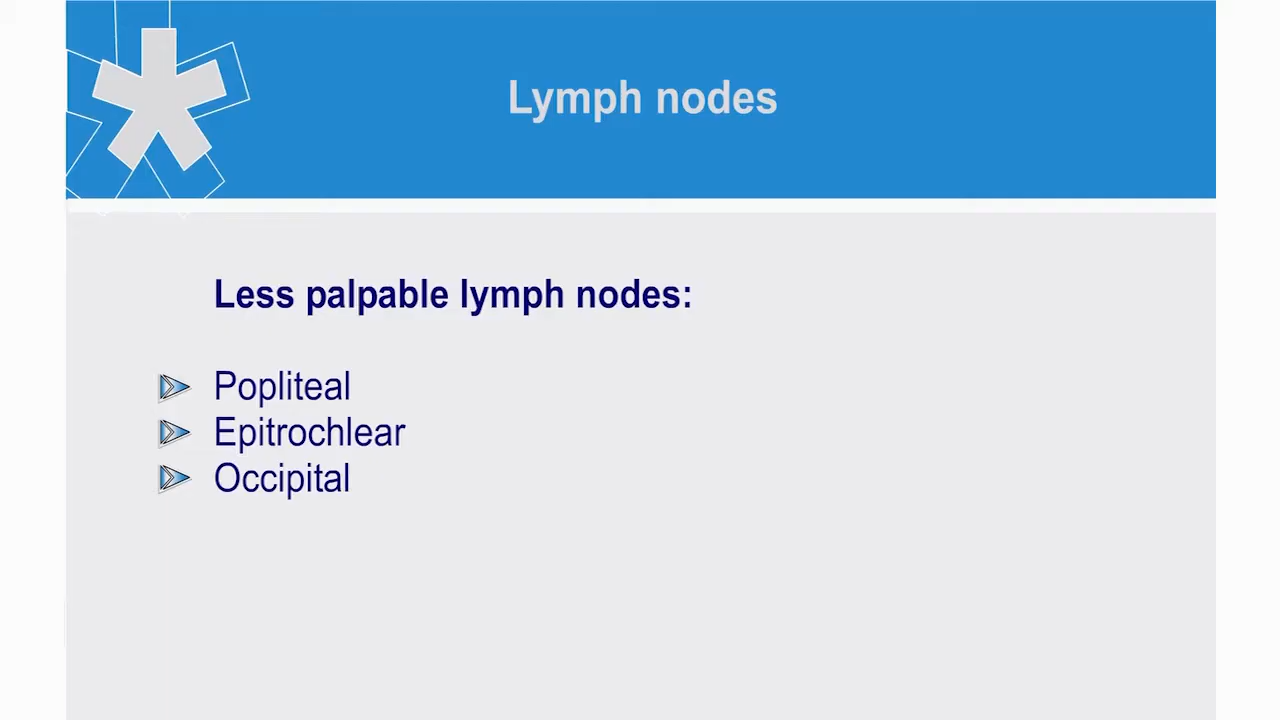 Lymph nodes
Less palpable lymph nodes:
Popliteal
Epitrochlear
Occipital